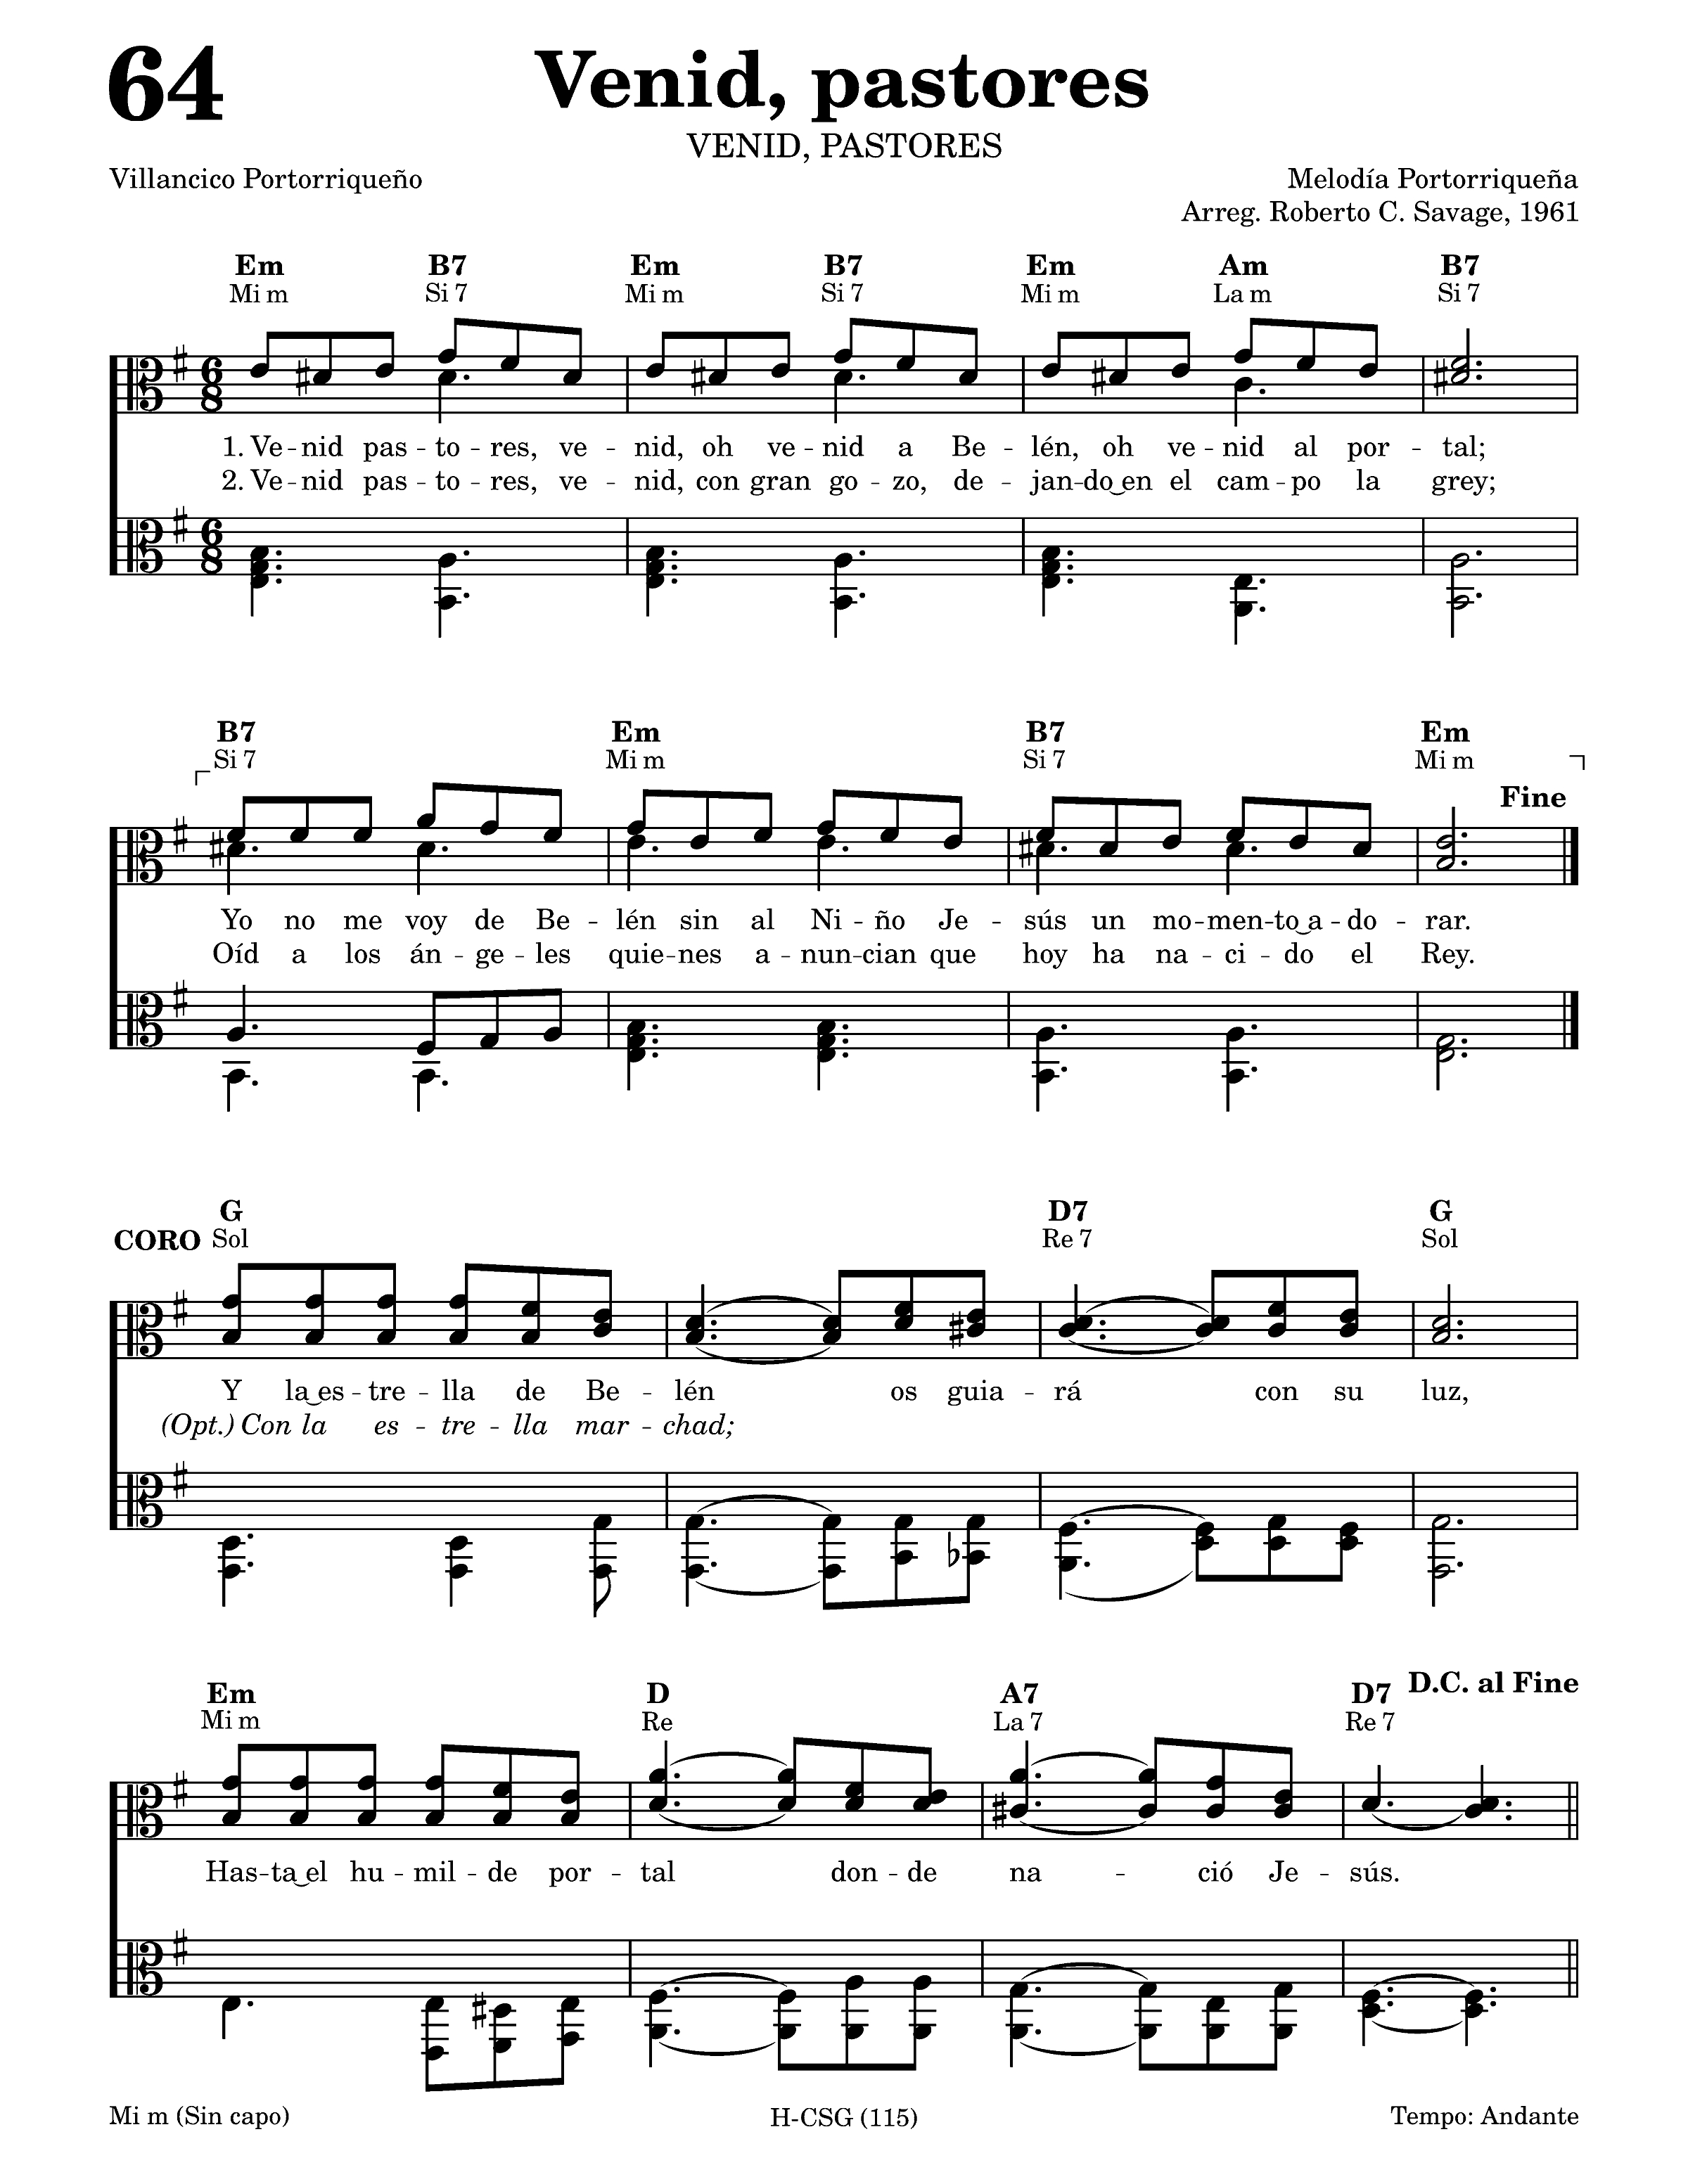 64
Venid, pastores
VENID, PASTORES
Villancico Portorriqueño
Melodía Portorriqueña
Arreg. Roberto C. Savage, 1961
Em B7 Em B7 Em Am B7
Mi m Si 7 Mi m Si 7 Mi m La m Si 7
6 8
1. Ve - nid pas - to - res, ve - nid, oh ve - nid a Be - lén, oh ve - nid al por - tal;
2. Ve - nid pas - to - res, ve - nid, con gran go - zo, de - jan - do‿en el cam - po la grey;
6 8
B7 Em B7 Em
Si 7 Mi m Si 7 Mi m
Fine
Yo no me voy de Be - lén sin al Ni - ño Je - sús un mo - men - to‿a - do - rar.
Oíd a los án - ge - les quie - nes a - nun - cian que hoy ha na - ci - do el Rey.
G D7 G
CORO Sol Re 7 Sol
Y la‿es - tre - lla de Be - lén os guia - rá con su luz,
(Opt.) Con la es - tre - lla mar - chad;
D.C. al Fine
Em D A7 D7
Mi m Re La 7 Re 7
Has - ta‿el hu - mil - de por - tal don - de na - ció Je - sús.
Mi m (Sin capo)
H-CSG (115)
Tempo: Andante